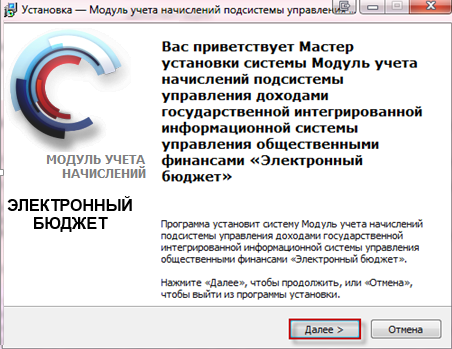 Установка — Модуль учета начислений подсистемы управления...
Вас приветствует Мастер
установки системы Модуль учета
начислений подсистемы
управления доходами
государственной интегрированной
информационной системы
управления общественными
финансами «Электронный
бюджет»
МОДУЛЬ УЧЕТА
НАЧИСЛЕНИЙ
ЭЛЕКТРОННЫЙ
БЮДЖЕТ
Программа установит систему Модуль учета начислений
подсистемы управления доходами государственной
интегрированной информационной системы управления
общественными финансами «Электронный бюджет».
Нажмите «Далее», чтобы продолжить, или «Отмена»,
чтобы выйти из программы установки.
Далее >
Отмена